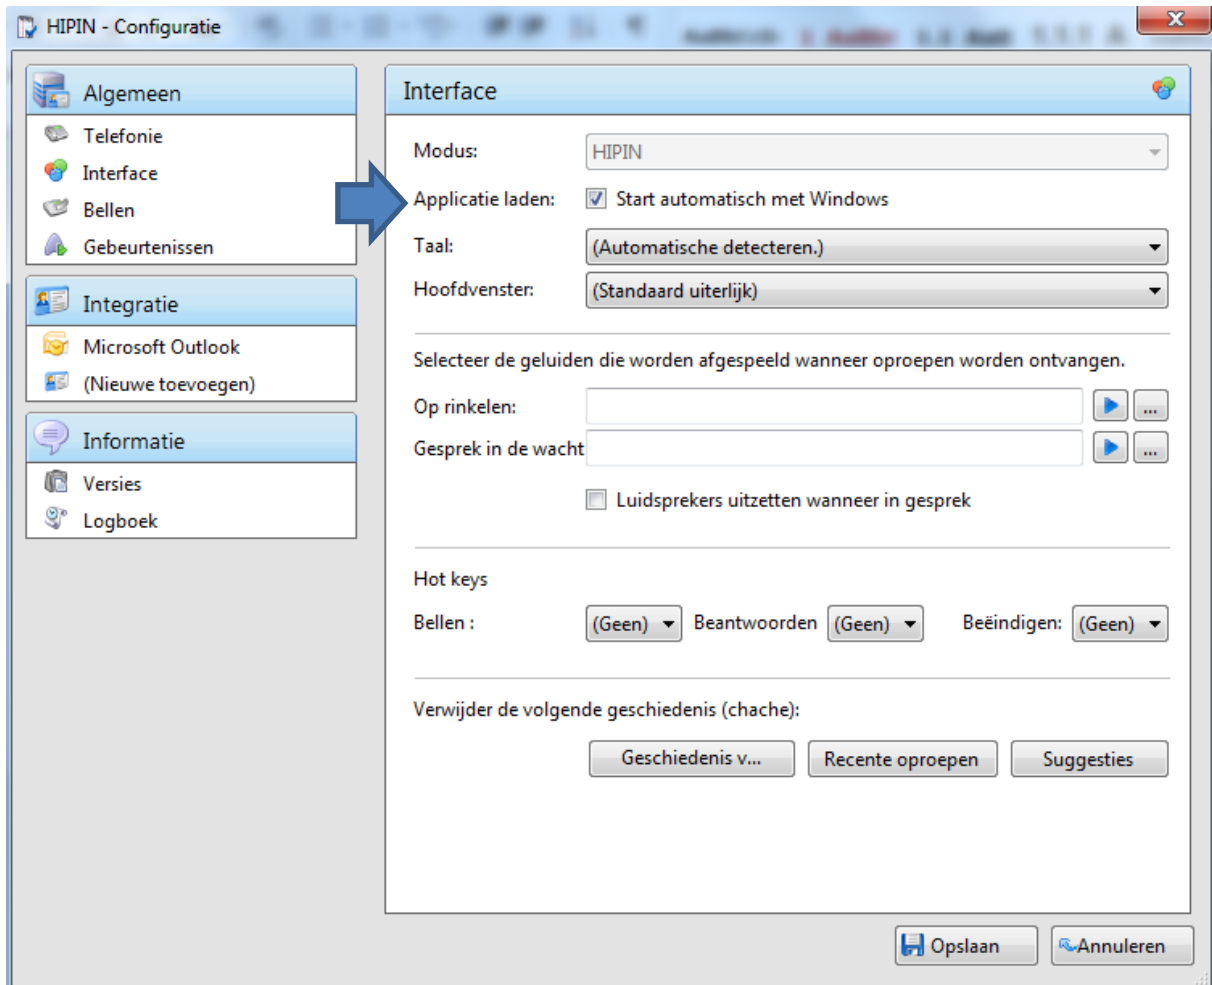 HIPIN - Configuratie
Algemeen
Telefonie
Interface
Bellen
Gebeurtenissen
Integratie
Microsoft Outlook
(Nieuwe toevoegen)
Informatie
Versies
Logboek
Interface
Modus: HIPIN
Applicatie laden: Start automatisch met Windows
Taal: (Automatische detecteren.)
Hoofdvenster: (Standaard uiterlijk)
Selecteer de geluiden die worden afgespeeld wanneer oproepen worden ontvangen.
Op rinkelen: ...
Gesprek in de wacht ...
Luidsprekers uitzetten wanneer in gesprek
Hot keys
Bellen : (Geen) Beantwoorden (Geen) Beëindigen: (Geen)
Verwijder de volgende geschiedenis (chache):
Geschiedenis v... Recente oproepen Suggesties
Opslaan Annuleren